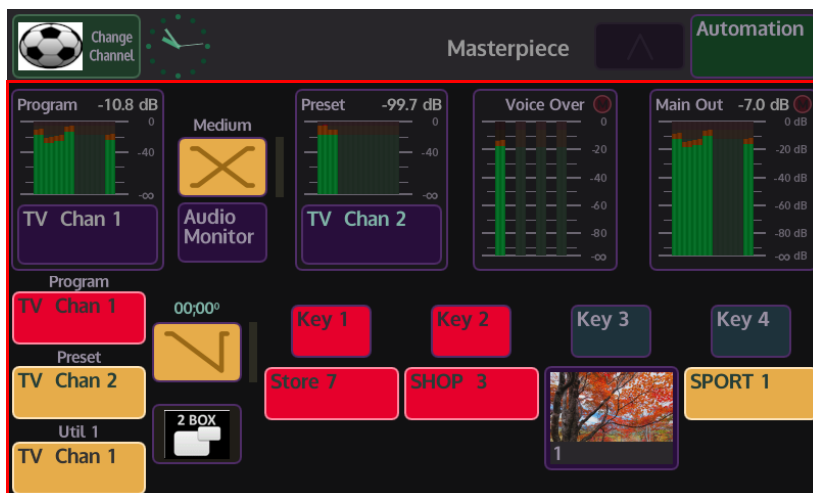 Change
Channel
Masterpiece
Automation
Program -10.8 dB
0
-40
-∞
TV Chan 1
Medium
Audio
Monitor
Preset -99.7 dB
0
-40
-∞
TV Chan 2
Voice Over
0
-20
-40
-60
-80
-∞
Main Out -7.0 dB
0 dB
-20 dB
-40 dB
-60 dB
-80 dB
-∞ dB
Program
TV Chan 1
00;00⁰
Key 1
Key 2
Key 3
Key 4
Preset
TV Chan 2
Store 7
SHOP 3
1
SPORT 1
2 BOX
Util 1
TV Chan 1